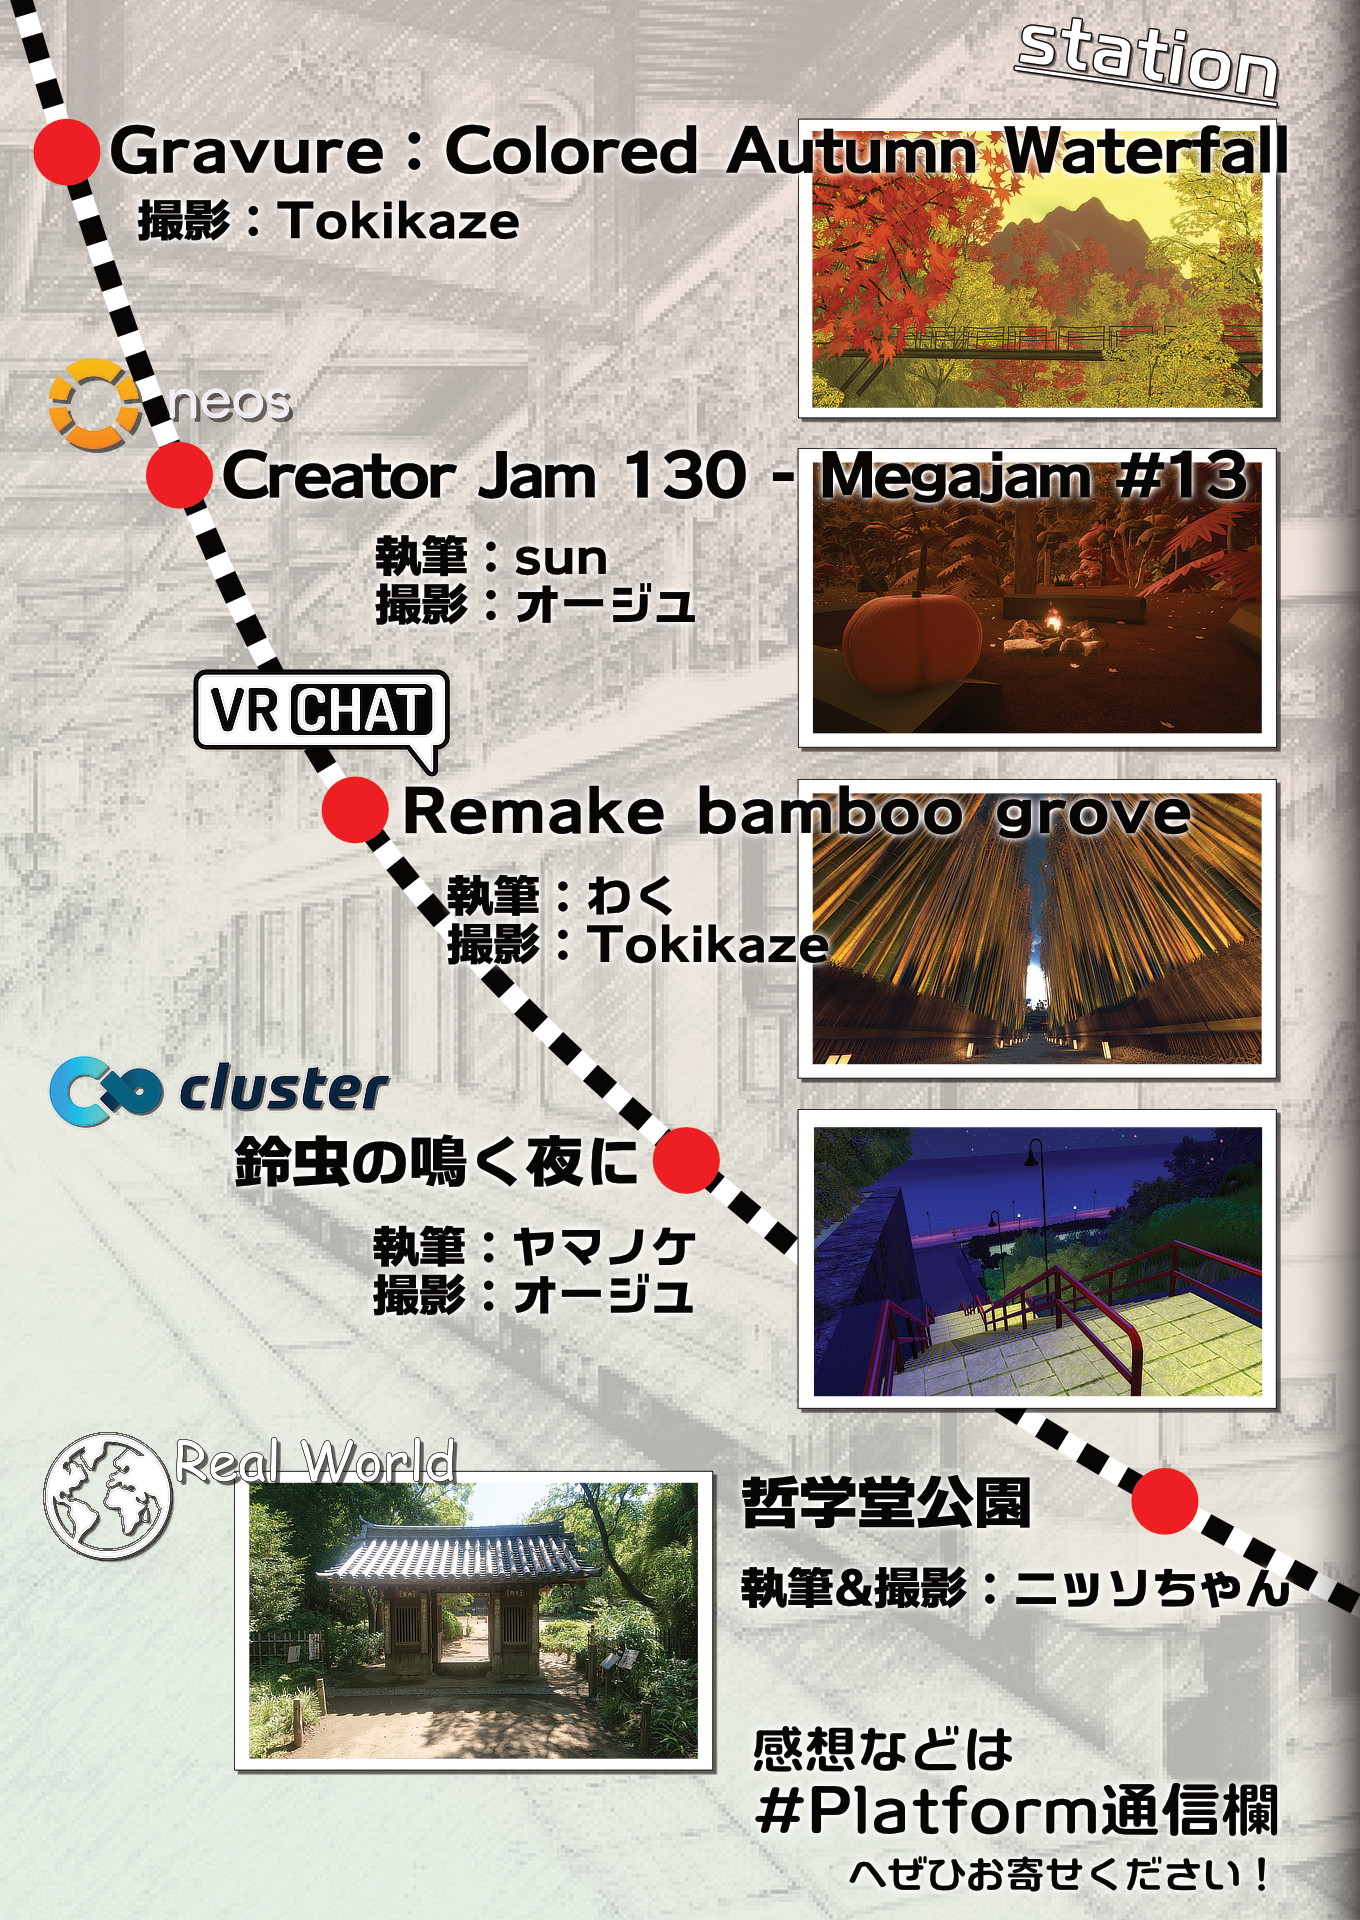 station
Gravure：Colored Autumn Waterfall
撮影：Tokikaze
neos
Creator Jam 130 - Megajam #13
執筆：sun
撮影：オージュ
VRCHAT
Remake bamboo grove
執筆：わく
撮影：Tokikaze
cluster
鈴虫の鳴く夜に
執筆：ヤマノケ
撮影：オージュ
Real World
哲学堂公園
執筆&撮影：ニッソちゃん
感想などは
#Platform通信欄
へぜひお寄せください！